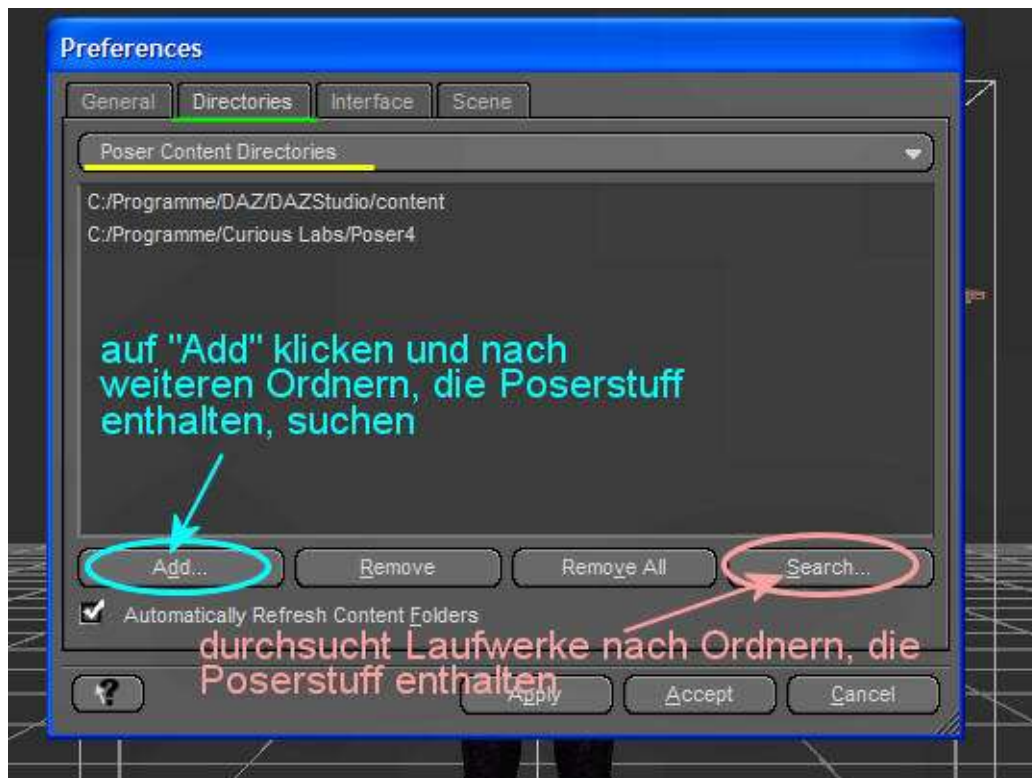 Preferences
General Directories Interface Scene
Poser Content Directories
C:/Programme/DAZ/DAZStudio/content
C:/Programme/Curious Labs/Poser4
auf "Add" klicken und nach
weiteren Ordnern, die Poserstuff
enthalten, suchen
Add... Remove Remove All Search...
Automatically Refresh Content Folders
durchsucht Laufwerke nach Ordnern, die
Poserstuff enthalten
? Apply Accept Cancel